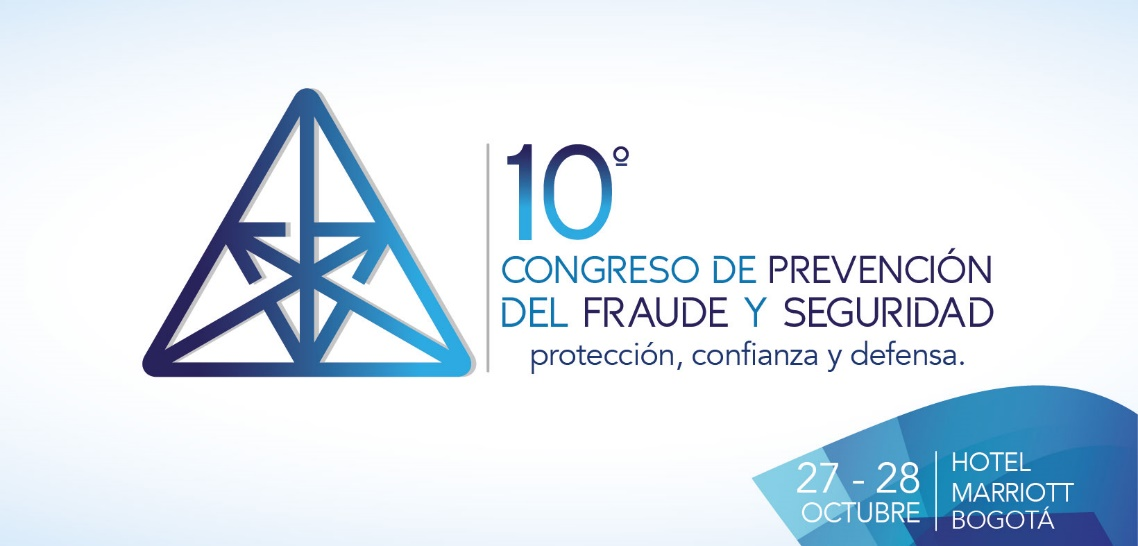 10º
CONGRESO DE PREVENCIÓN
DEL FRAUDE Y SEGURIDAD
protección, confianza y defensa.
27 - 28
OCTUBRE
HOTEL
MARRIOTT
BOGOTÁ